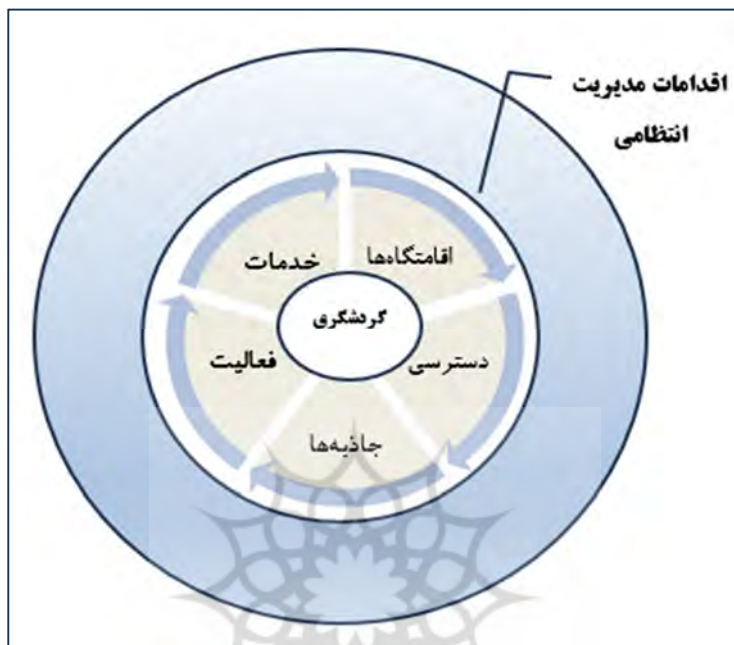 اقدامات مدیریت
انتظامی
اقامتگاه‌ها
خدمات
گردشگری
دسترسی
فعالیت
جاذبه‌ها